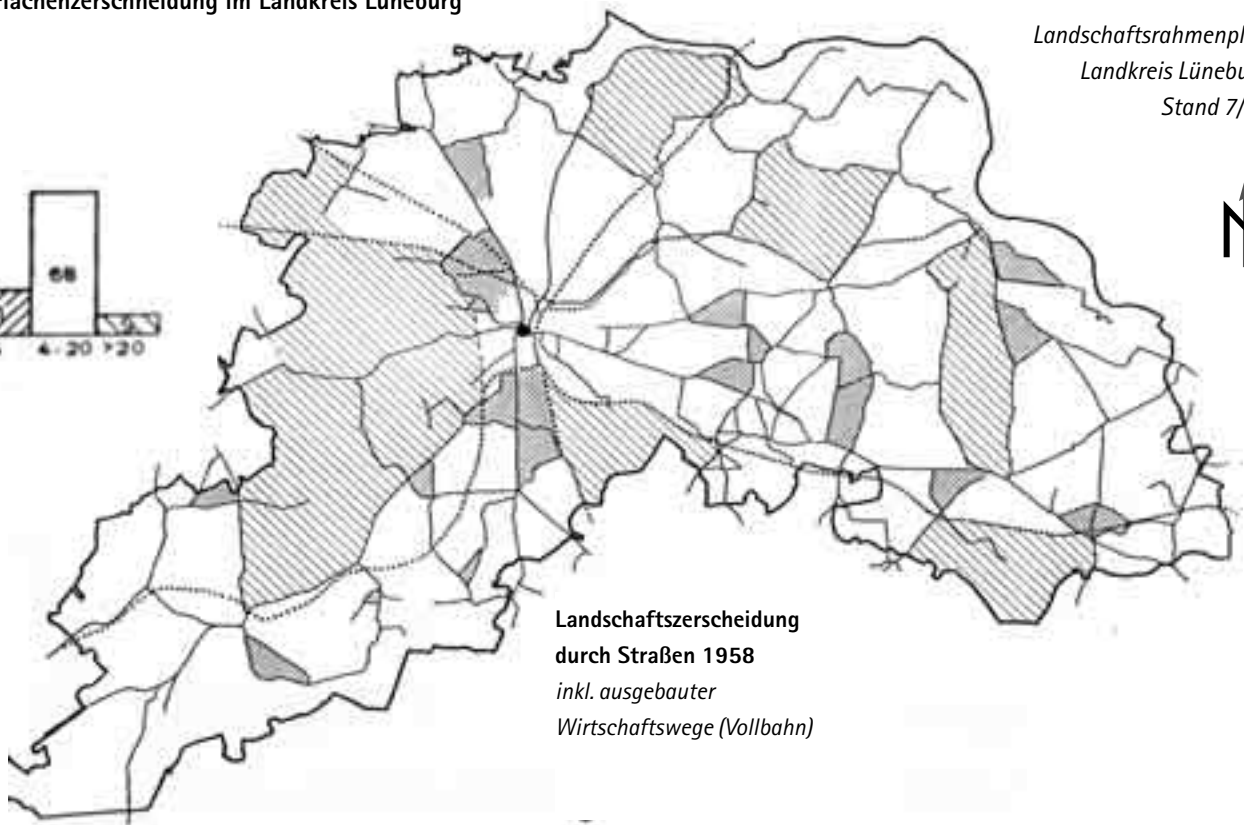 lächenzerschneidung im Landkreis Lüneburg
Landschaftsrahmenpl
Landkreis Lünebu
Stand 7/
68
4-20 >20
N
Landschaftszerscheidung
durch Straßen 1958
inkl. ausgebauter
Wirtschaftswege (Vollbahn)